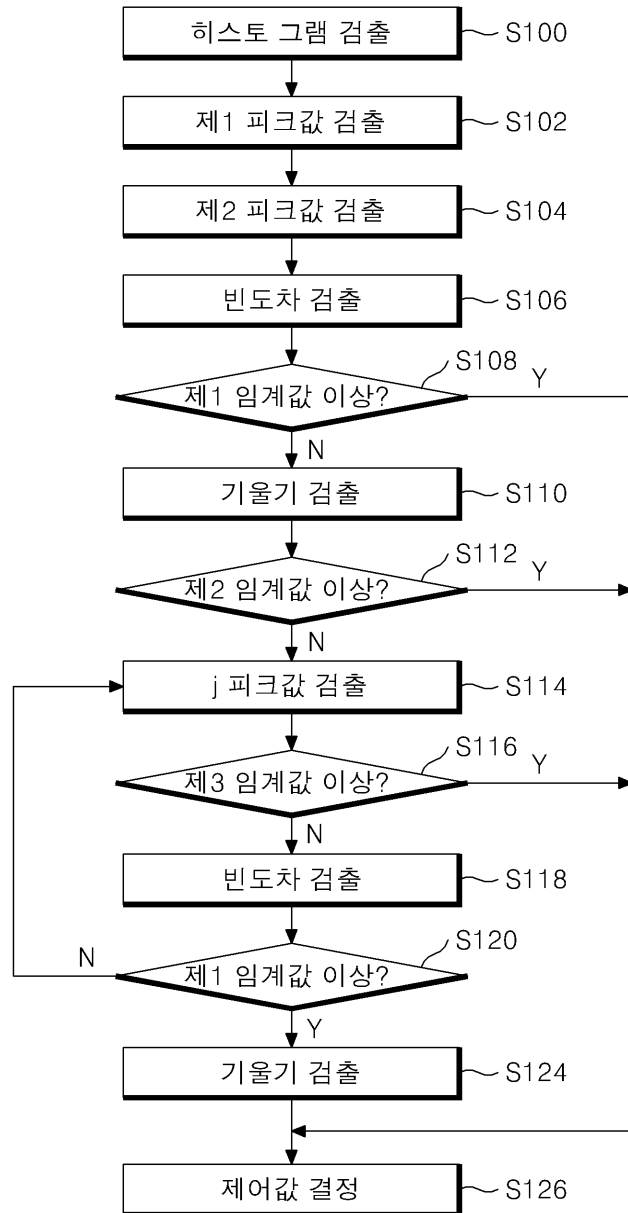 히스토 그램 검출 S100
제1 피크값 검출 S102
제2 피크값 검출 S104
빈도차 검출 S106
S108
제1 임계값 이상? Y
N
기울기 검출 S110
S112
제2 임계값 이상? Y
N
j 피크값 검출 S114
S116
제3 임계값 이상? Y
N
빈도차 검출 S118
S120
N 제1 임계값 이상?
Y
기울기 검출 S124
제어값 결정 S126